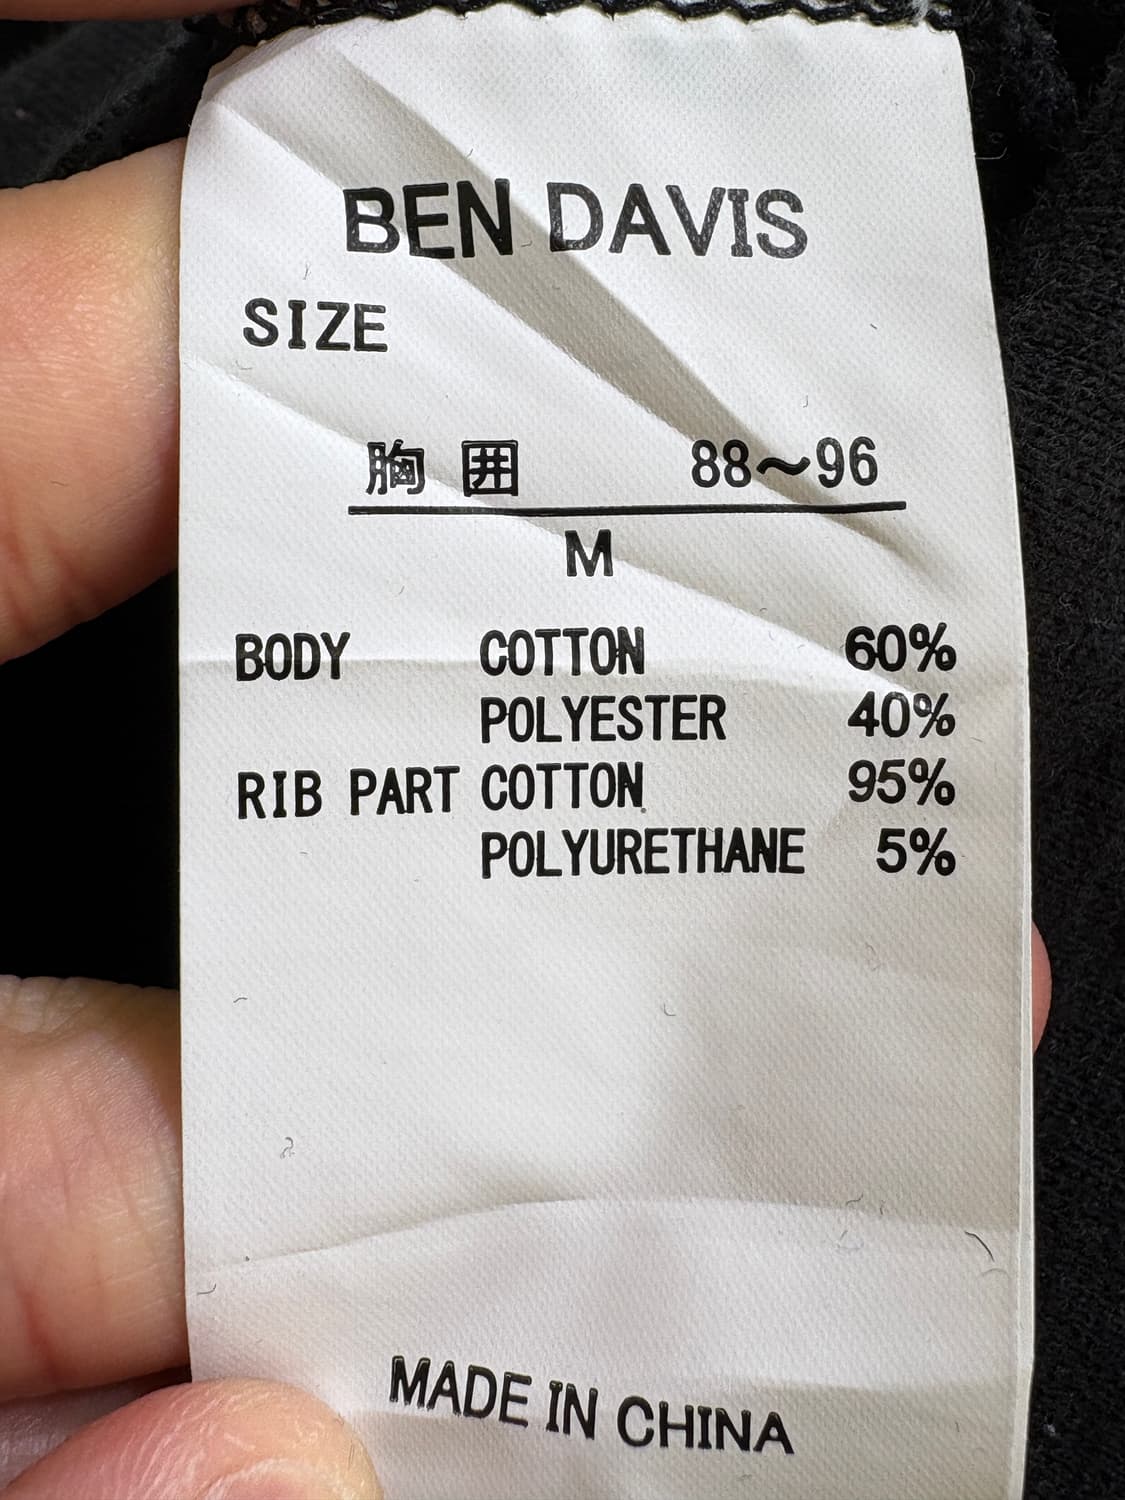 BEN DAVIS
SIZE
胸囲 88〜96
M
BODY COTTON 60%
POLYESTER 40%
RIB PART COTTON 95%
POLYURETHANE 5%
MADE IN CHINA